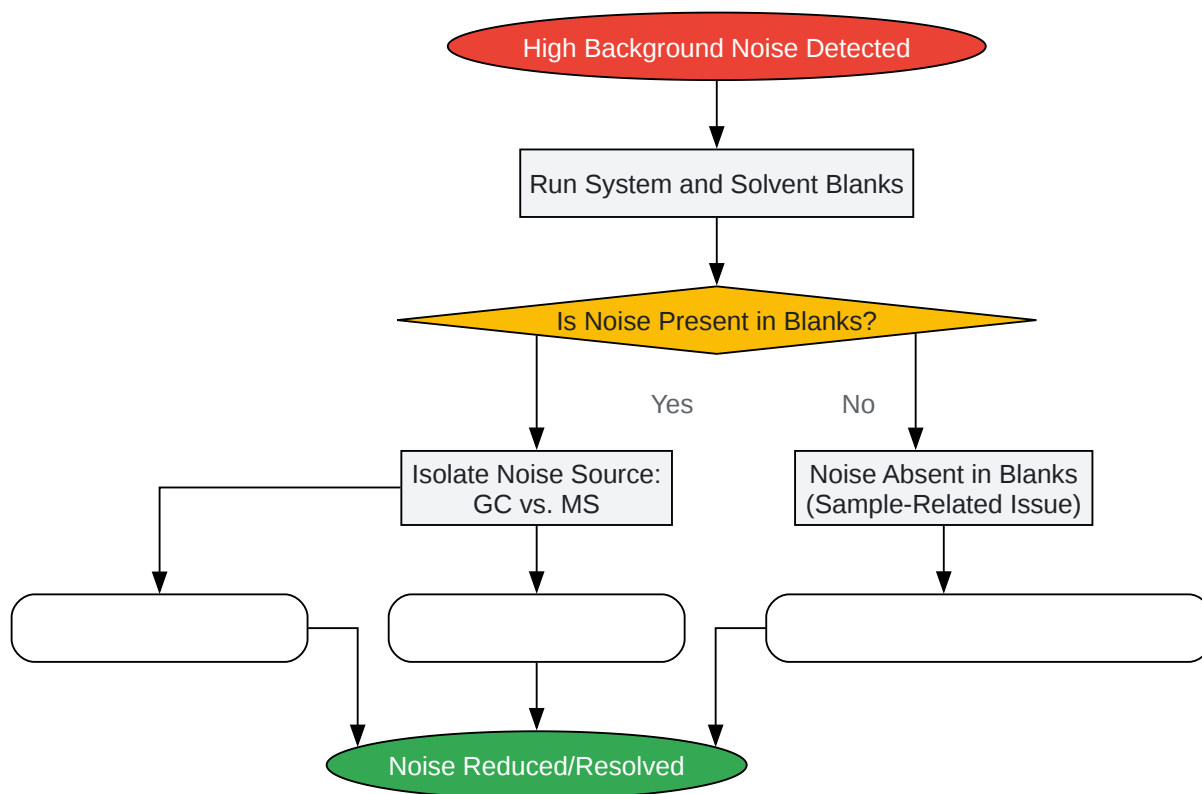 High Background Noise Detected
Run System and Solvent Blanks
Is Noise Present in Blanks?
Yes
No
Isolate Noise Source:
GC vs. MS
Noise Absent in Blanks
(Sample-Related Issue)
Noise Reduced/Resolved